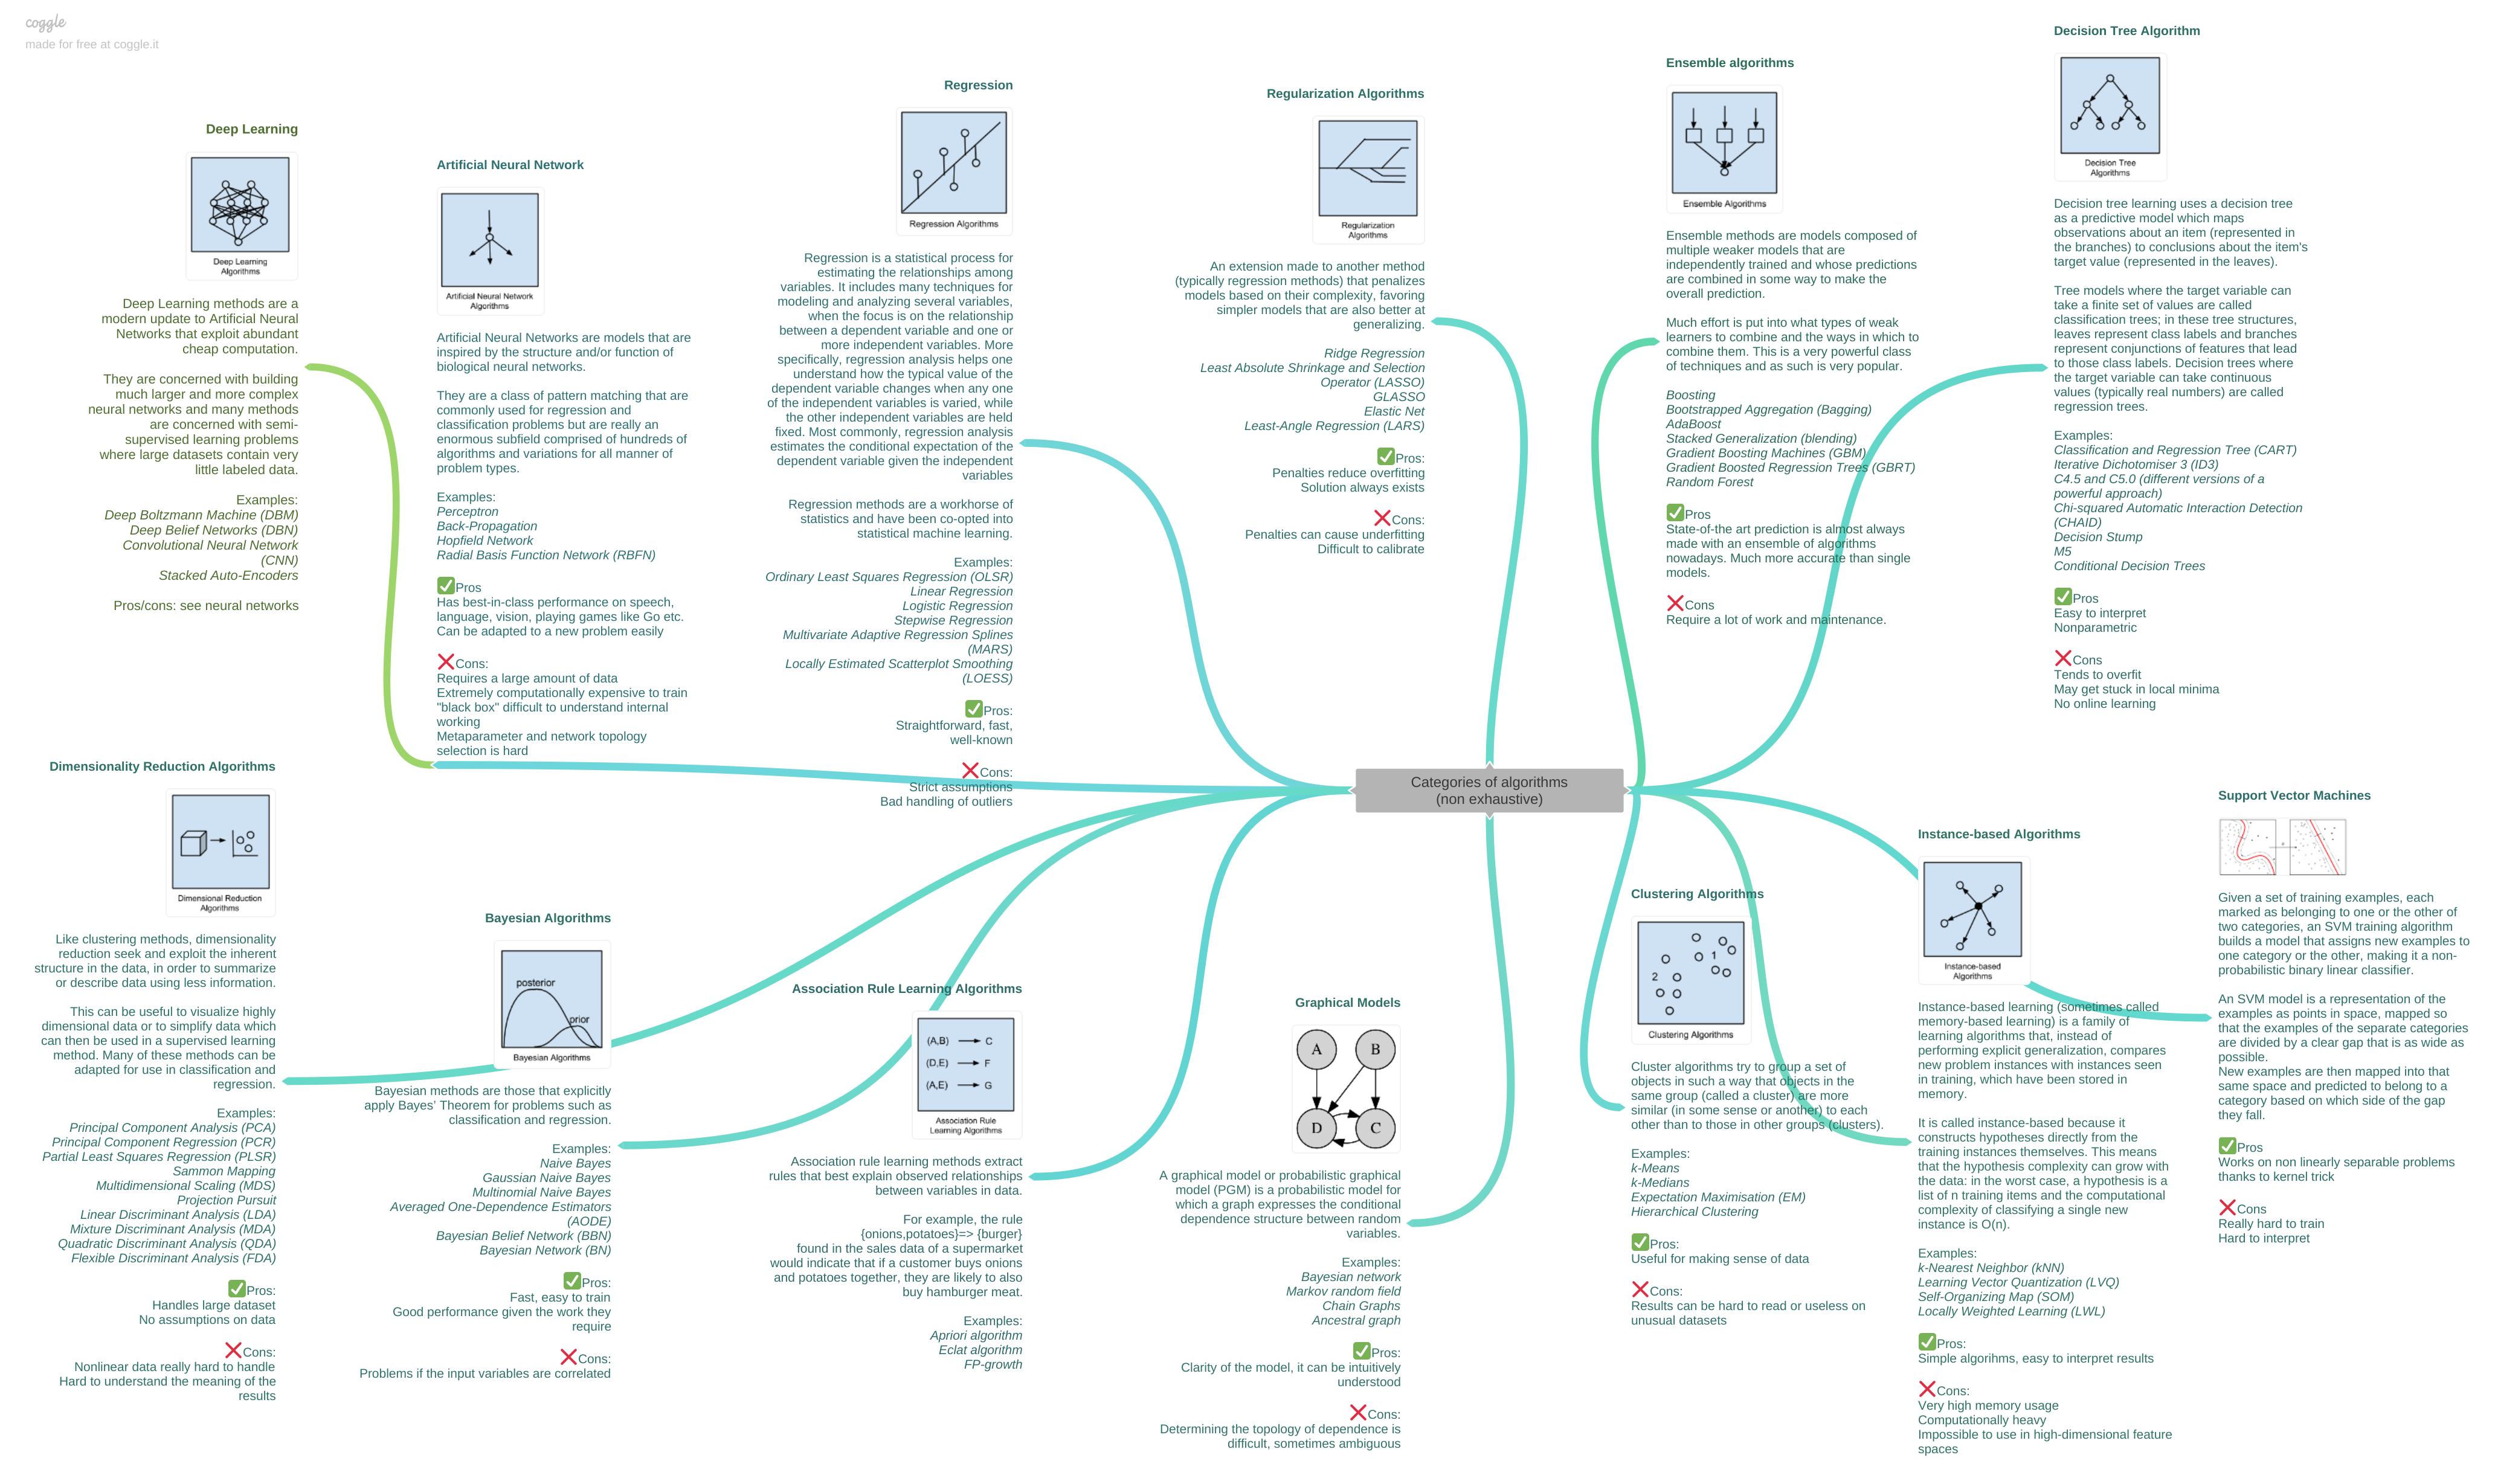 coggle
made for free at coggle.it
Deep Learning
Deep Learning
Algorithms
Deep Learning methods are a
modern update to Artificial Neural
Networks that exploit abundant
cheap computation.
They are concerned with building
much larger and more complex
neural networks and many methods
are concerned with semi-
supervised learning problems
where large datasets contain very
little labeled data.
Examples:
Deep Boltzmann Machine (DBM)
Deep Belief Networks (DBN)
Convolutional Neural Network
(CNN)
Stacked Auto-Encoders
Pros/cons: see neural networks
Artificial Neural Network
Artificial Neural Network
Algorithms
Artificial Neural Networks are models that are
inspired by the structure and/or function of
biological neural networks.
They are a class of pattern matching that are
commonly used for regression and
classification problems but are really an
enormous subfield comprised of hundreds of
algorithms and variations for all manner of
problem types.
Examples:
Perceptron
Back-Propagation
Hopfield Network
Radial Basis Function Network (RBFN)
✅Pros
Has best-in-class performance on speech,
language, vision, playing games like Go etc.
Can be adapted to a new problem easily
❌Cons:
Requires a large amount of data
Extremely computationally expensive to train
"black box" difficult to understand internal
working
Metaparameter and network topology
selection is hard
Regression
Regression Algorithms
Regression is a statistical process for
estimating the relationships among
variables. It includes many techniques for
modeling and analyzing several variables,
when the focus is on the relationship
between a dependent variable and one or
more independent variables. More
specifically, regression analysis helps one
understand how the typical value of the
dependent variable changes when any one
of the independent variables is varied, while
the other independent variables are held
fixed. Most commonly, regression analysis
estimates the conditional expectation of the
dependent variable given the independent
variables
Regression methods are a workhorse of
statistics and have been co-opted into
statistical machine learning.
Examples:
Ordinary Least Squares Regression (OLSR)
Linear Regression
Logistic Regression
Stepwise Regression
Multivariate Adaptive Regression Splines
(MARS)
Locally Estimated Scatterplot Smoothing
(LOESS)
✅Pros:
Straightforward, fast,
well-known
❌Cons:
Strict assumptions
Bad handling of outliers
Regularization Algorithms
Regularization
Algorithms
An extension made to another method
(typically regression methods) that penalizes
models based on their complexity, favoring
simpler models that are also better at
generalizing.
Ridge Regression
Least Absolute Shrinkage and Selection
Operator (LASSO)
GLASSO
Elastic Net
Least-Angle Regression (LARS)
✅Pros:
Penalties reduce overfitting
Solution always exists
❌Cons:
Penalties can cause underfitting
Difficult to calibrate
Ensemble algorithms
Ensemble Algorithms
Ensemble methods are models composed of
multiple weaker models that are
independently trained and whose predictions
are combined in some way to make the
overall prediction.
Much effort is put into what types of weak
learners to combine and the ways in which to
combine them. This is a very powerful class
of techniques and as such is very popular.
Boosting
Bootstrapped Aggregation (Bagging)
AdaBoost
Stacked Generalization (blending)
Gradient Boosting Machines (GBM)
Gradient Boosted Regression Trees (GBRT)
Random Forest
✅Pros
State-of-the art prediction is almost always
made with an ensemble of algorithms
nowadays. Much more accurate than single
models.
❌Cons
Require a lot of work and maintenance.
Decision Tree Algorithm
Decision Tree
Algorithms
Decision tree learning uses a decision tree
as a predictive model which maps
observations about an item (represented in
the branches) to conclusions about the item's
target value (represented in the leaves).
Tree models where the target variable can
take a finite set of values are called
classification trees; in these tree structures,
leaves represent class labels and branches
represent conjunctions of features that lead
to those class labels. Decision trees where
the target variable can take continuous
values (typically real numbers) are called
regression trees.
Examples:
Classification and Regression Tree (CART)
Iterative Dichotomiser 3 (ID3)
C4.5 and C5.0 (different versions of a
powerful approach)
Chi-squared Automatic Interaction Detection
(CHAID)
Decision Stump
M5
Conditional Decision Trees
✅Pros
Easy to interpret
Nonparametric
❌Cons
Tends to overfit
May get stuck in local minima
No online learning
Categories of algorithms
(non exhaustive)
Dimensionality Reduction Algorithms
Dimensional Reduction
Algorithms
Like clustering methods, dimensionality
reduction seek and exploit the inherent
structure in the data, in order to summarize
or describe data using less information.
This can be useful to visualize highly
dimensional data or to simplify data which
can then be used in a supervised learning
method. Many of these methods can be
adapted for use in classification and
regression.
Examples:
Principal Component Analysis (PCA)
Principal Component Regression (PCR)
Partial Least Squares Regression (PLSR)
Sammon Mapping
Multidimensional Scaling (MDS)
Projection Pursuit
Linear Discriminant Analysis (LDA)
Mixture Discriminant Analysis (MDA)
Quadratic Discriminant Analysis (QDA)
Flexible Discriminant Analysis (FDA)
✅Pros:
Handles large dataset
No assumptions on data
❌Cons:
Nonlinear data really hard to handle
Hard to understand the meaning of the
results
Bayesian Algorithms
posterior
prior
Bayesian Algorithms
Bayesian methods are those that explicitly
apply Bayes' Theorem for problems such as
classification and regression.
Examples:
Naive Bayes
Gaussian Naive Bayes
Multinomial Naive Bayes
Averaged One-Dependence Estimators
(AODE)
Bayesian Belief Network (BBN)
Bayesian Network (BN)
✅Pros:
Fast, easy to train
Good performance given the work they
require
❌Cons:
Problems if the input variables are correlated
Association Rule Learning Algorithms
(A,B) → C
(D,E) → F
(A,E) → G
Association Rule
Learning Algorithms
Association rule learning methods extract
rules that best explain observed relationships
between variables in data.
For example, the rule
{onions,potatoes}=> {burger}
found in the sales data of a supermarket
would indicate that if a customer buys onions
and potatoes together, they are likely to also
buy hamburger meat.
Examples:
Apriori algorithm
Eclat algorithm
FP-growth
Graphical Models
A B
D C
A graphical model or probabilistic graphical
model (PGM) is a probabilistic model for
which a graph expresses the conditional
dependence structure between random
variables.
Examples:
Bayesian network
Markov random field
Chain Graphs
Ancestral graph
✅Pros:
Clarity of the model, it can be intuitively
understood
❌Cons:
Determining the topology of dependence is
difficult, sometimes ambiguous
Clustering Algorithms
1
2
Clustering Algorithms
Cluster algorithms try to group a set of
objects in such a way that objects in the
same group (called a cluster) are more
similar (in some sense or another) to each
other than to those in other groups (clusters).
Examples:
k-Means
k-Medians
Expectation Maximisation (EM)
Hierarchical Clustering
✅Pros:
Useful for making sense of data
❌Cons:
Results can be hard to read or useless on
unusual datasets
Instance-based Algorithms
Instance-based
Algorithms
Instance-based learning (sometimes called
memory-based learning) is a family of
learning algorithms that, instead of
performing explicit generalization, compares
new problem instances with instances seen
in training, which have been stored in
memory.
It is called instance-based because it
constructs hypotheses directly from the
training instances themselves. This means
that the hypothesis complexity can grow with
the data: in the worst case, a hypothesis is a
list of n training items and the computational
complexity of classifying a single new
instance is O(n).
Examples:
k-Nearest Neighbor (kNN)
Learning Vector Quantization (LVQ)
Self-Organizing Map (SOM)
Locally Weighted Learning (LWL)
✅Pros:
Simple algorithms, easy to interpret results
❌Cons:
Very high memory usage
Computationally heavy
Impossible to use in high-dimensional feature
spaces
Support Vector Machines
Given a set of training examples, each
marked as belonging to one or the other of
two categories, an SVM training algorithm
builds a model that assigns new examples to
one category or the other, making it a non-
probabilistic binary linear classifier.
An SVM model is a representation of the
examples as points in space, mapped so
that the examples of the separate categories
are divided by a clear gap that is as wide as
possible.
New examples are then mapped into that
same space and predicted to belong to a
category based on which side of the gap
they fall.
✅Pros
Works on non linearly separable problems
thanks to kernel trick
❌Cons
Really hard to train
Hard to interpret